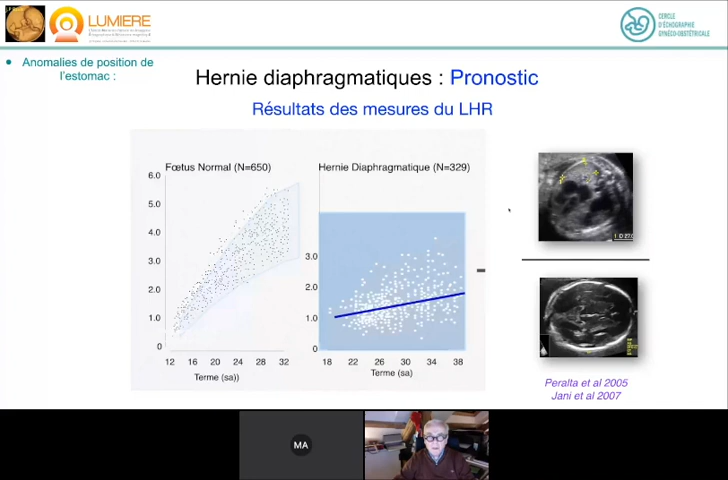 LUMIERE
CERCLE
D'ÉCHOGRAPHIE
GYNÉCO-OBSTÉTRICALE
• Anomalies de position de
l'estomac :
Hernie diaphragmatiques : Pronostic
Résultats des mesures du LHR
Fœtus Normal (N=650)
Hernie Diaphragmatique (N=329)
6.0
5.0
4.0
3.0
2.0
1.0
0
12 16 20 24 28 32
Terme (sa))
3.0
2.0
1.0
0
18 22 26 30 34 38
Terme (sa)
Peralta et al 2005
Jani et al 2007
MA